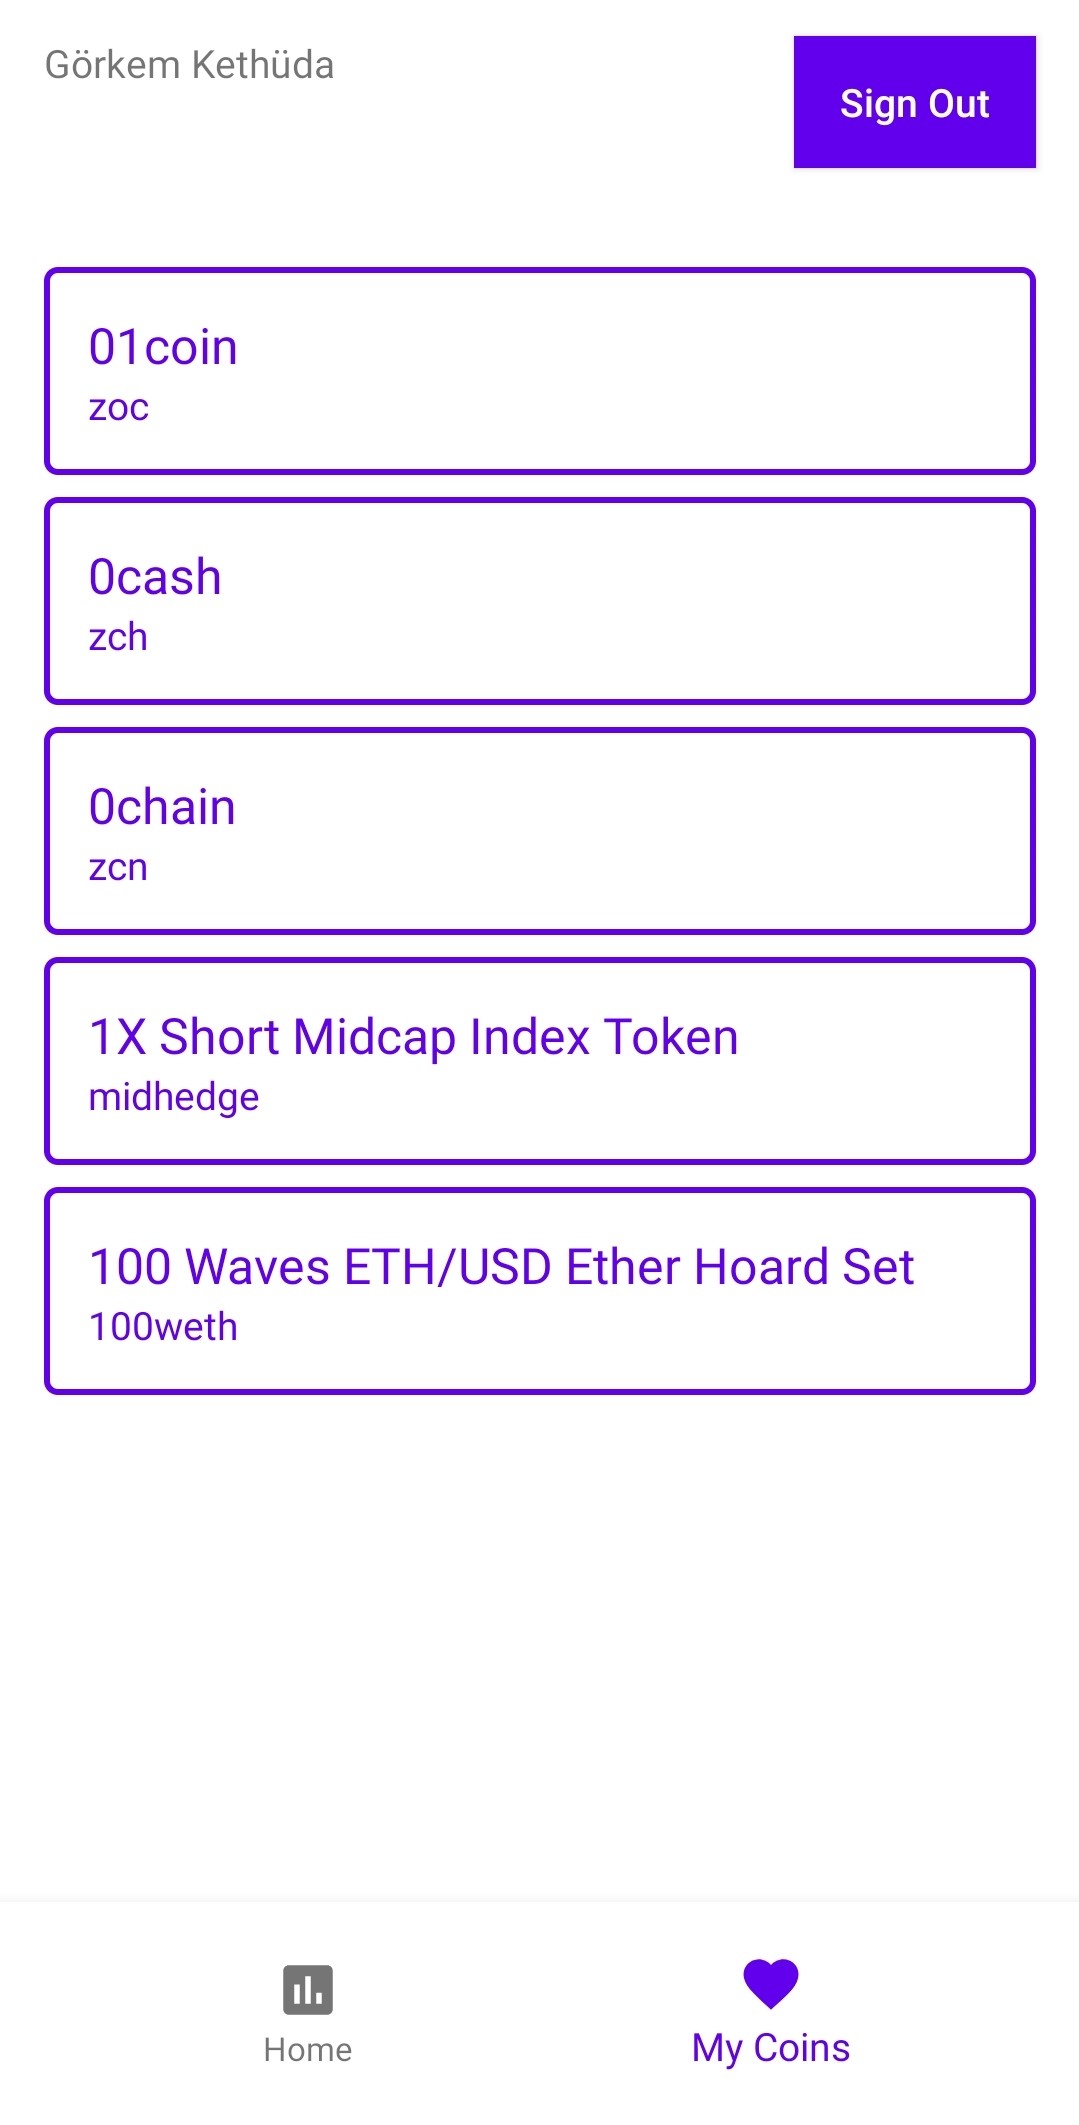 Görkem Kethüda
Sign Out
01coin
zoc
0cash
zch
0chain
zcn
1X Short Midcap Index Token
midhedge
100 Waves ETH/USD Ether Hoard Set
100weth
Home
My Coins